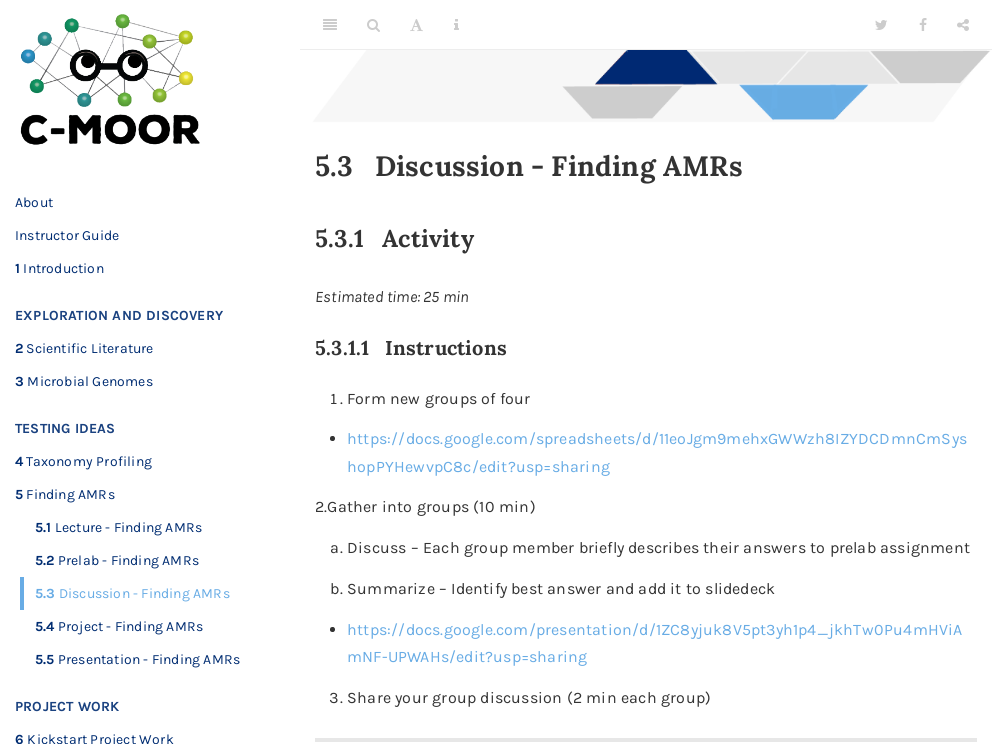 C-MOOR
About
Instructor Guide
1 Introduction
EXPLORATION AND DISCOVERY
2 Scientific Literature
3 Microbial Genomes
TESTING IDEAS
4 Taxonomy Profiling
5 Finding AMRs
5.1 Lecture - Finding AMRs
5.2 Prelab - Finding AMRs
5.3 Discussion - Finding AMRs
5.4 Project - Finding AMRs
5.5 Presentation - Finding AMRs
PROJECT WORK
6 Kickstart Project Work
5.3 Discussion - Finding AMRs
5.3.1 Activity
Estimated time: 25 min
5.3.1.1 Instructions
1. Form new groups of four
• https://docs.google.com/spreadsheets/d/11eoJgm9mehxGWWzh8IZYDCDmnCmSys
hopPYHewvpC8c/edit?usp=sharing
2.Gather into groups (10 min)
a. Discuss – Each group member briefly describes their answers to prelab assignment
b. Summarize – Identify best answer and add it to slidedeck
• https://docs.google.com/presentation/d/1ZC8yjuk8V5pt3yh1p4_jkhTw0Pu4mHViA
mNF-UPWAHs/edit?usp=sharing
3. Share your group discussion (2 min each group)